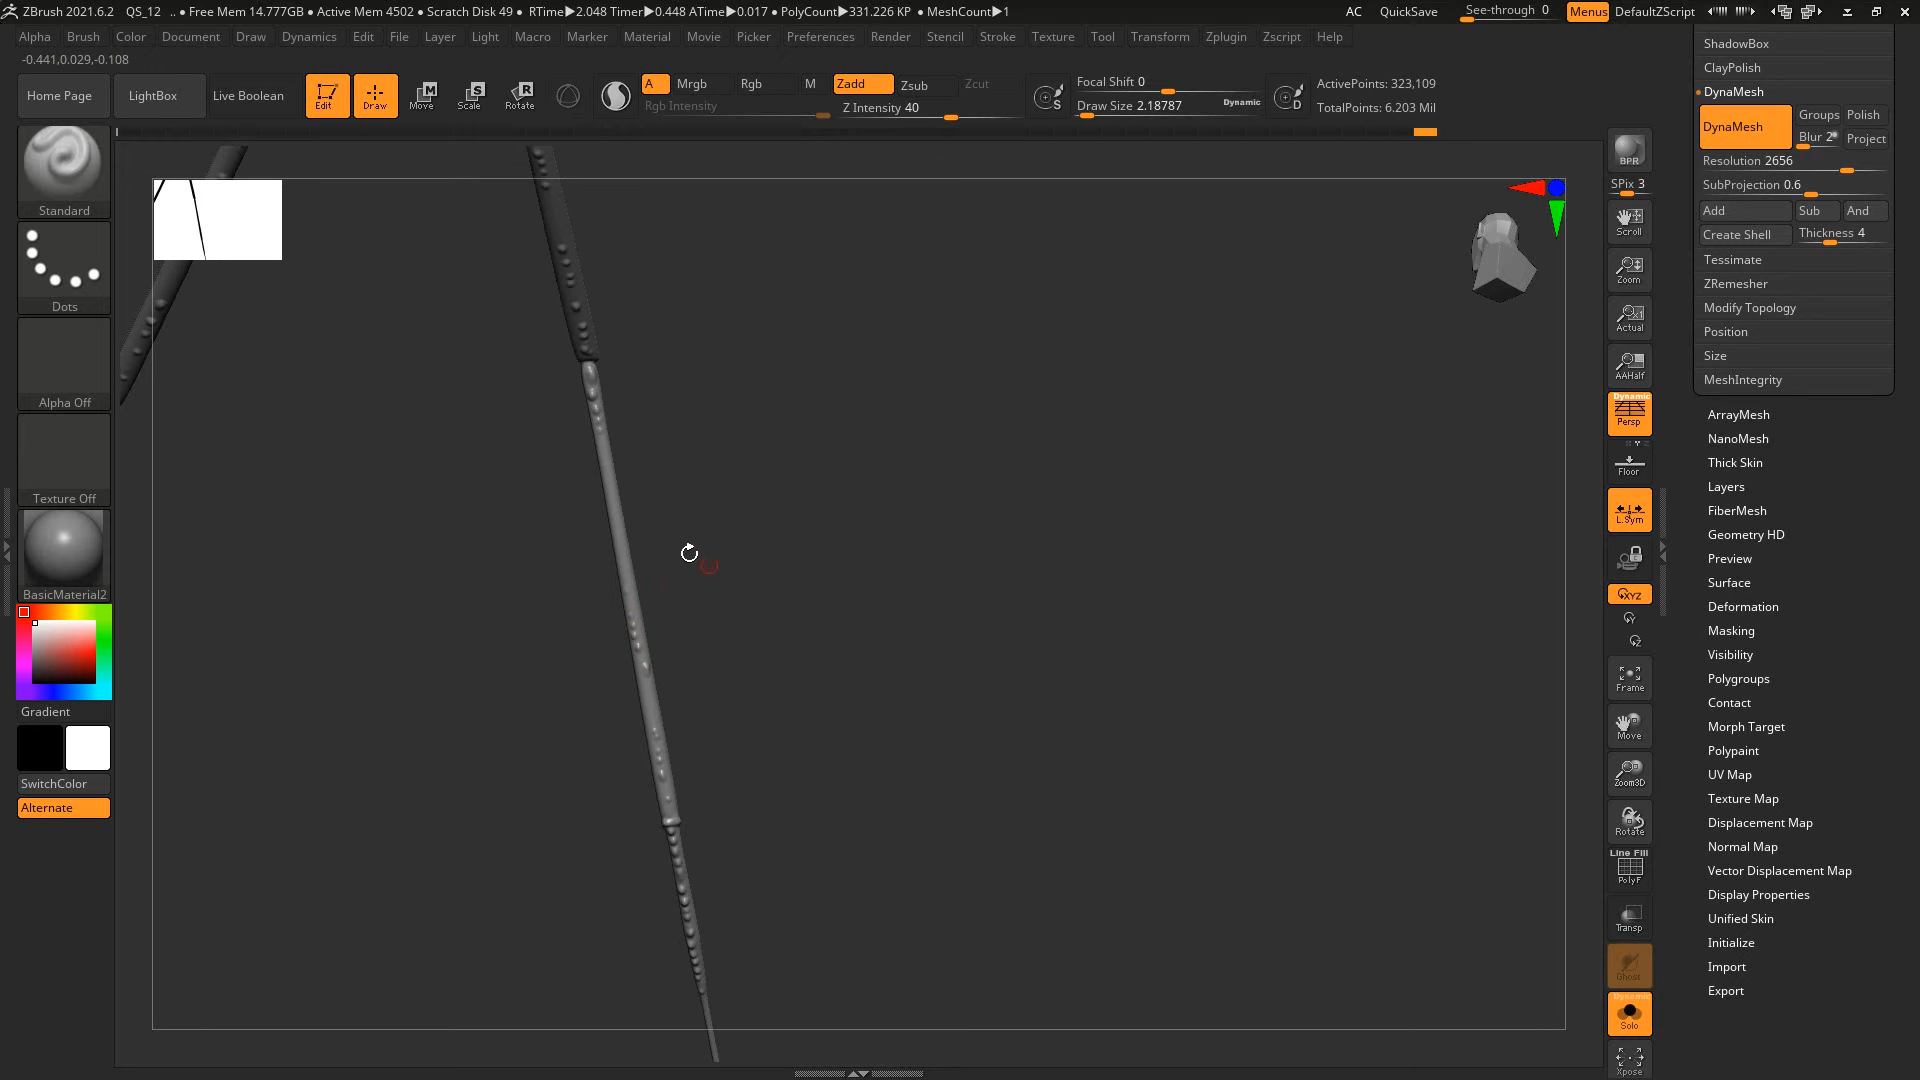 ZBrush 2021.6.2 QS_12 .. • Free Mem 14.777GB • Active Mem 4502 • Scratch Disk 49 • RTime▶2.048 Timer▶0.448 ATime▶0.017 • PolyCount▶331.226 KP • MeshCount▶1 AC QuickSave See-through 0 Menus DefaultZScript
Alpha Brush Color Document Draw Dynamics Edit File Layer Light Macro Marker Material Movie Picker Preferences Render Stencil Stroke Texture Tool Transform Zplugin Zscript Help
-0.441,0.029,-0.108
Home Page LightBox Live Boolean Edit Draw Move Scale Rotate
A Mrgb Rgb M Zadd Zsub Zcut
Rgb Intensity Z Intensity 40
S Focal Shift 0
Draw Size 2.18787 Dynamic
D ActivePoints: 323,109
TotalPoints: 6.203 Mil
Standard
Dots
Alpha Off
Texture Off
BasicMaterial2
Gradient
SwitchColor
Alternate
BPR
SPix 3
Scroll
Zoom
Actual
AAHalf
Dynamic
Persp
Floor
L.Sym
XYZ
Y
Z
Frame
Move
Zoom3D
Rotate
Line Fill
PolyF
Transp
Ghost
Dynamic
Solo
Xpose
ShadowBox
ClayPolish
DynaMesh
DynaMesh Groups Polish
Blur 2 Project
Resolution 2656
SubProjection 0.6
Add Sub And
Create Shell Thickness 4
Tessimate
ZRemesher
Modify Topology
Position
Size
MeshIntegrity
ArrayMesh
NanoMesh
Thick Skin
Layers
FiberMesh
Geometry HD
Preview
Surface
Deformation
Masking
Visibility
Polygroups
Contact
Morph Target
Polypaint
UV Map
Texture Map
Displacement Map
Normal Map
Vector Displacement Map
Display Properties
Unified Skin
Initialize
Import
Export